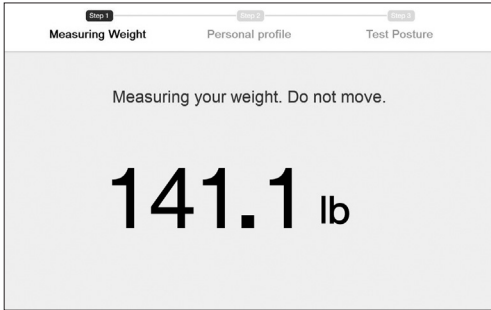 Step 1 Step 2 Step 3
Measuring Weight Personal profile Test Posture
Measuring your weight. Do not move.
141.1 lb